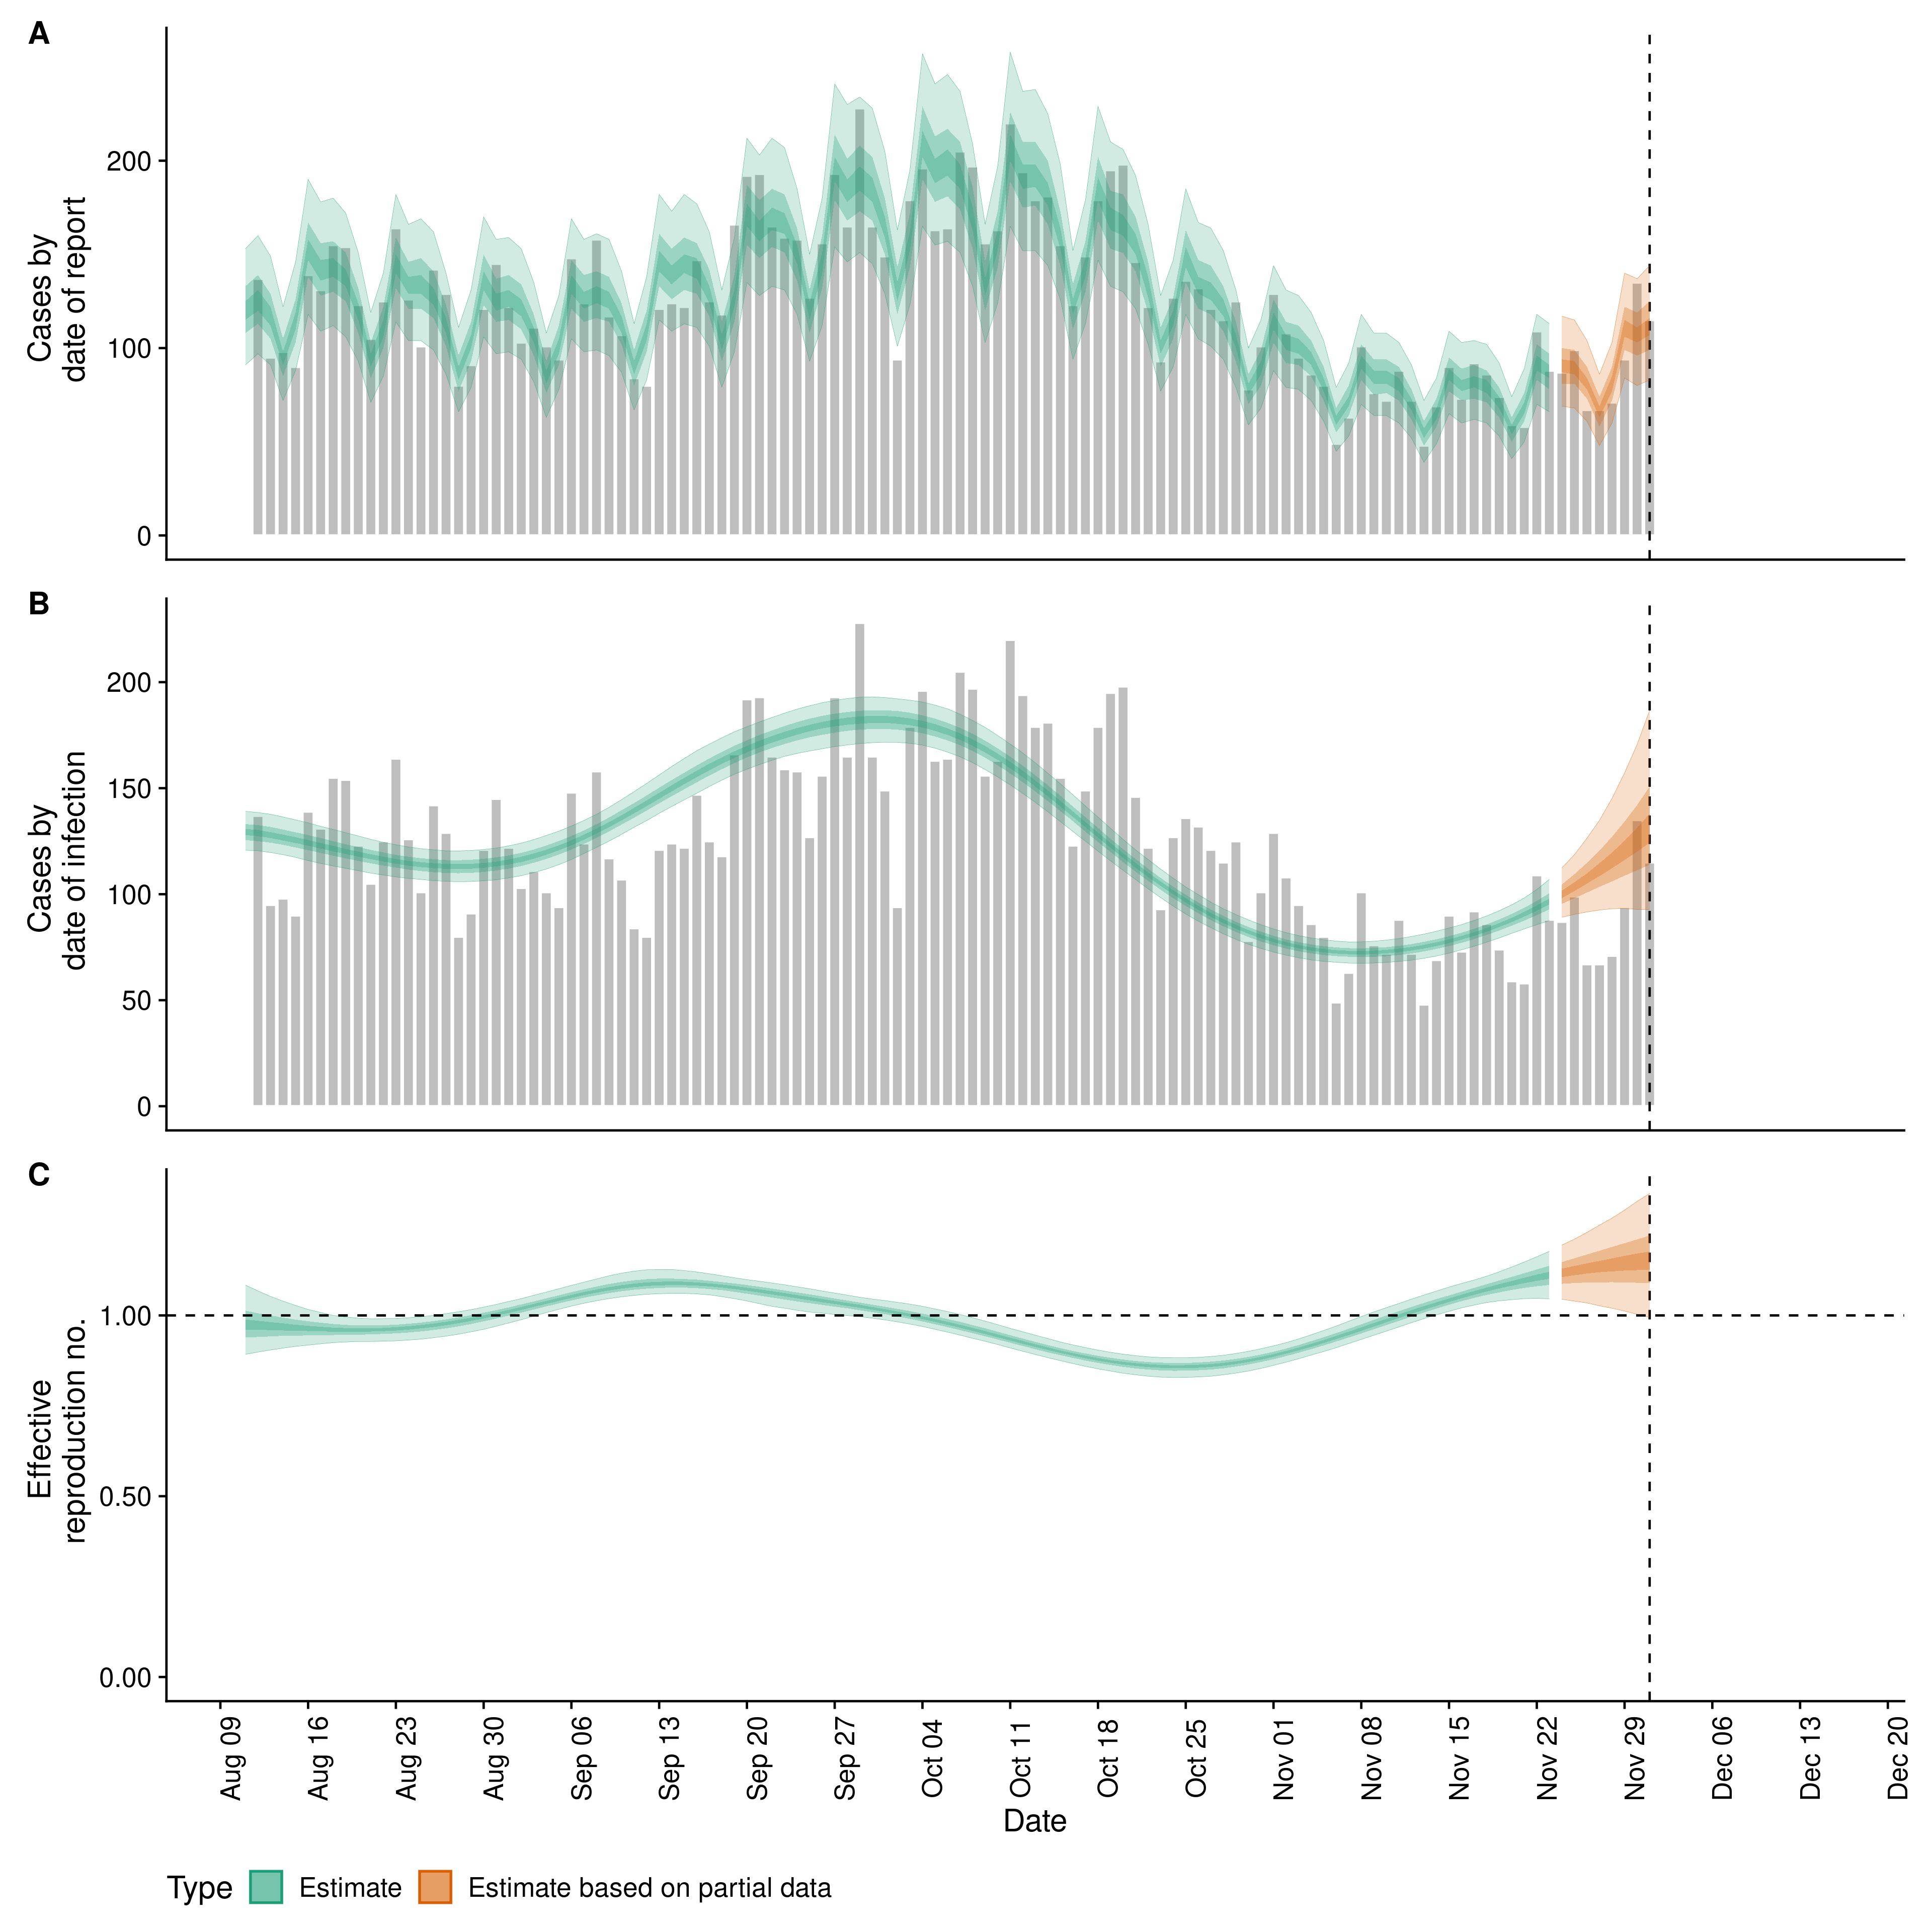 A
Cases by
date of report
200
100
0
B
Cases by
date of infection
200
150
100
50
0
C
Effective
reproduction no.
1.00
0.50
0.00
Aug 09
Aug 16
Aug 23
Aug 30
Sep 06
Sep 13
Sep 20
Sep 27
Oct 04
Oct 11
Oct 18
Oct 25
Nov 01
Nov 08
Nov 15
Nov 22
Nov 29
Dec 06
Dec 13
Dec 20
Date
Type Estimate Estimate based on partial data